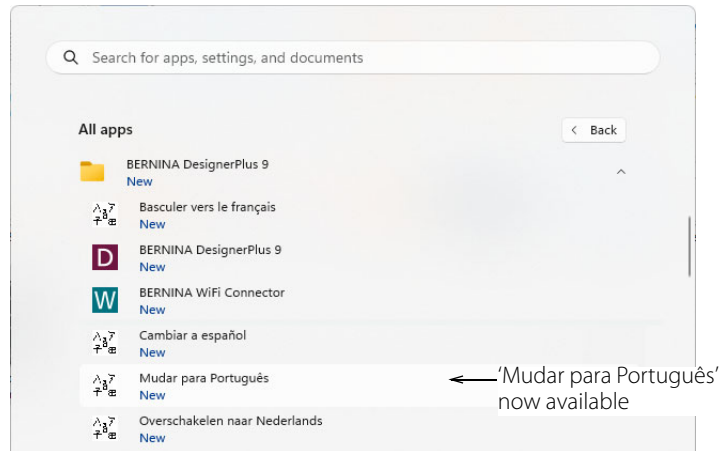 Search for apps, settings, and documents
All apps
Back
BERNINA DesignerPlus 9
New
Basculer vers le français
New
D
BERNINA DesignerPlus 9
New
W
BERNINA WiFi Connector
New
Cambiar a español
New
Mudar para Português
New
'Mudar para Português'
now available
Overschakelen naar Nederlands
New